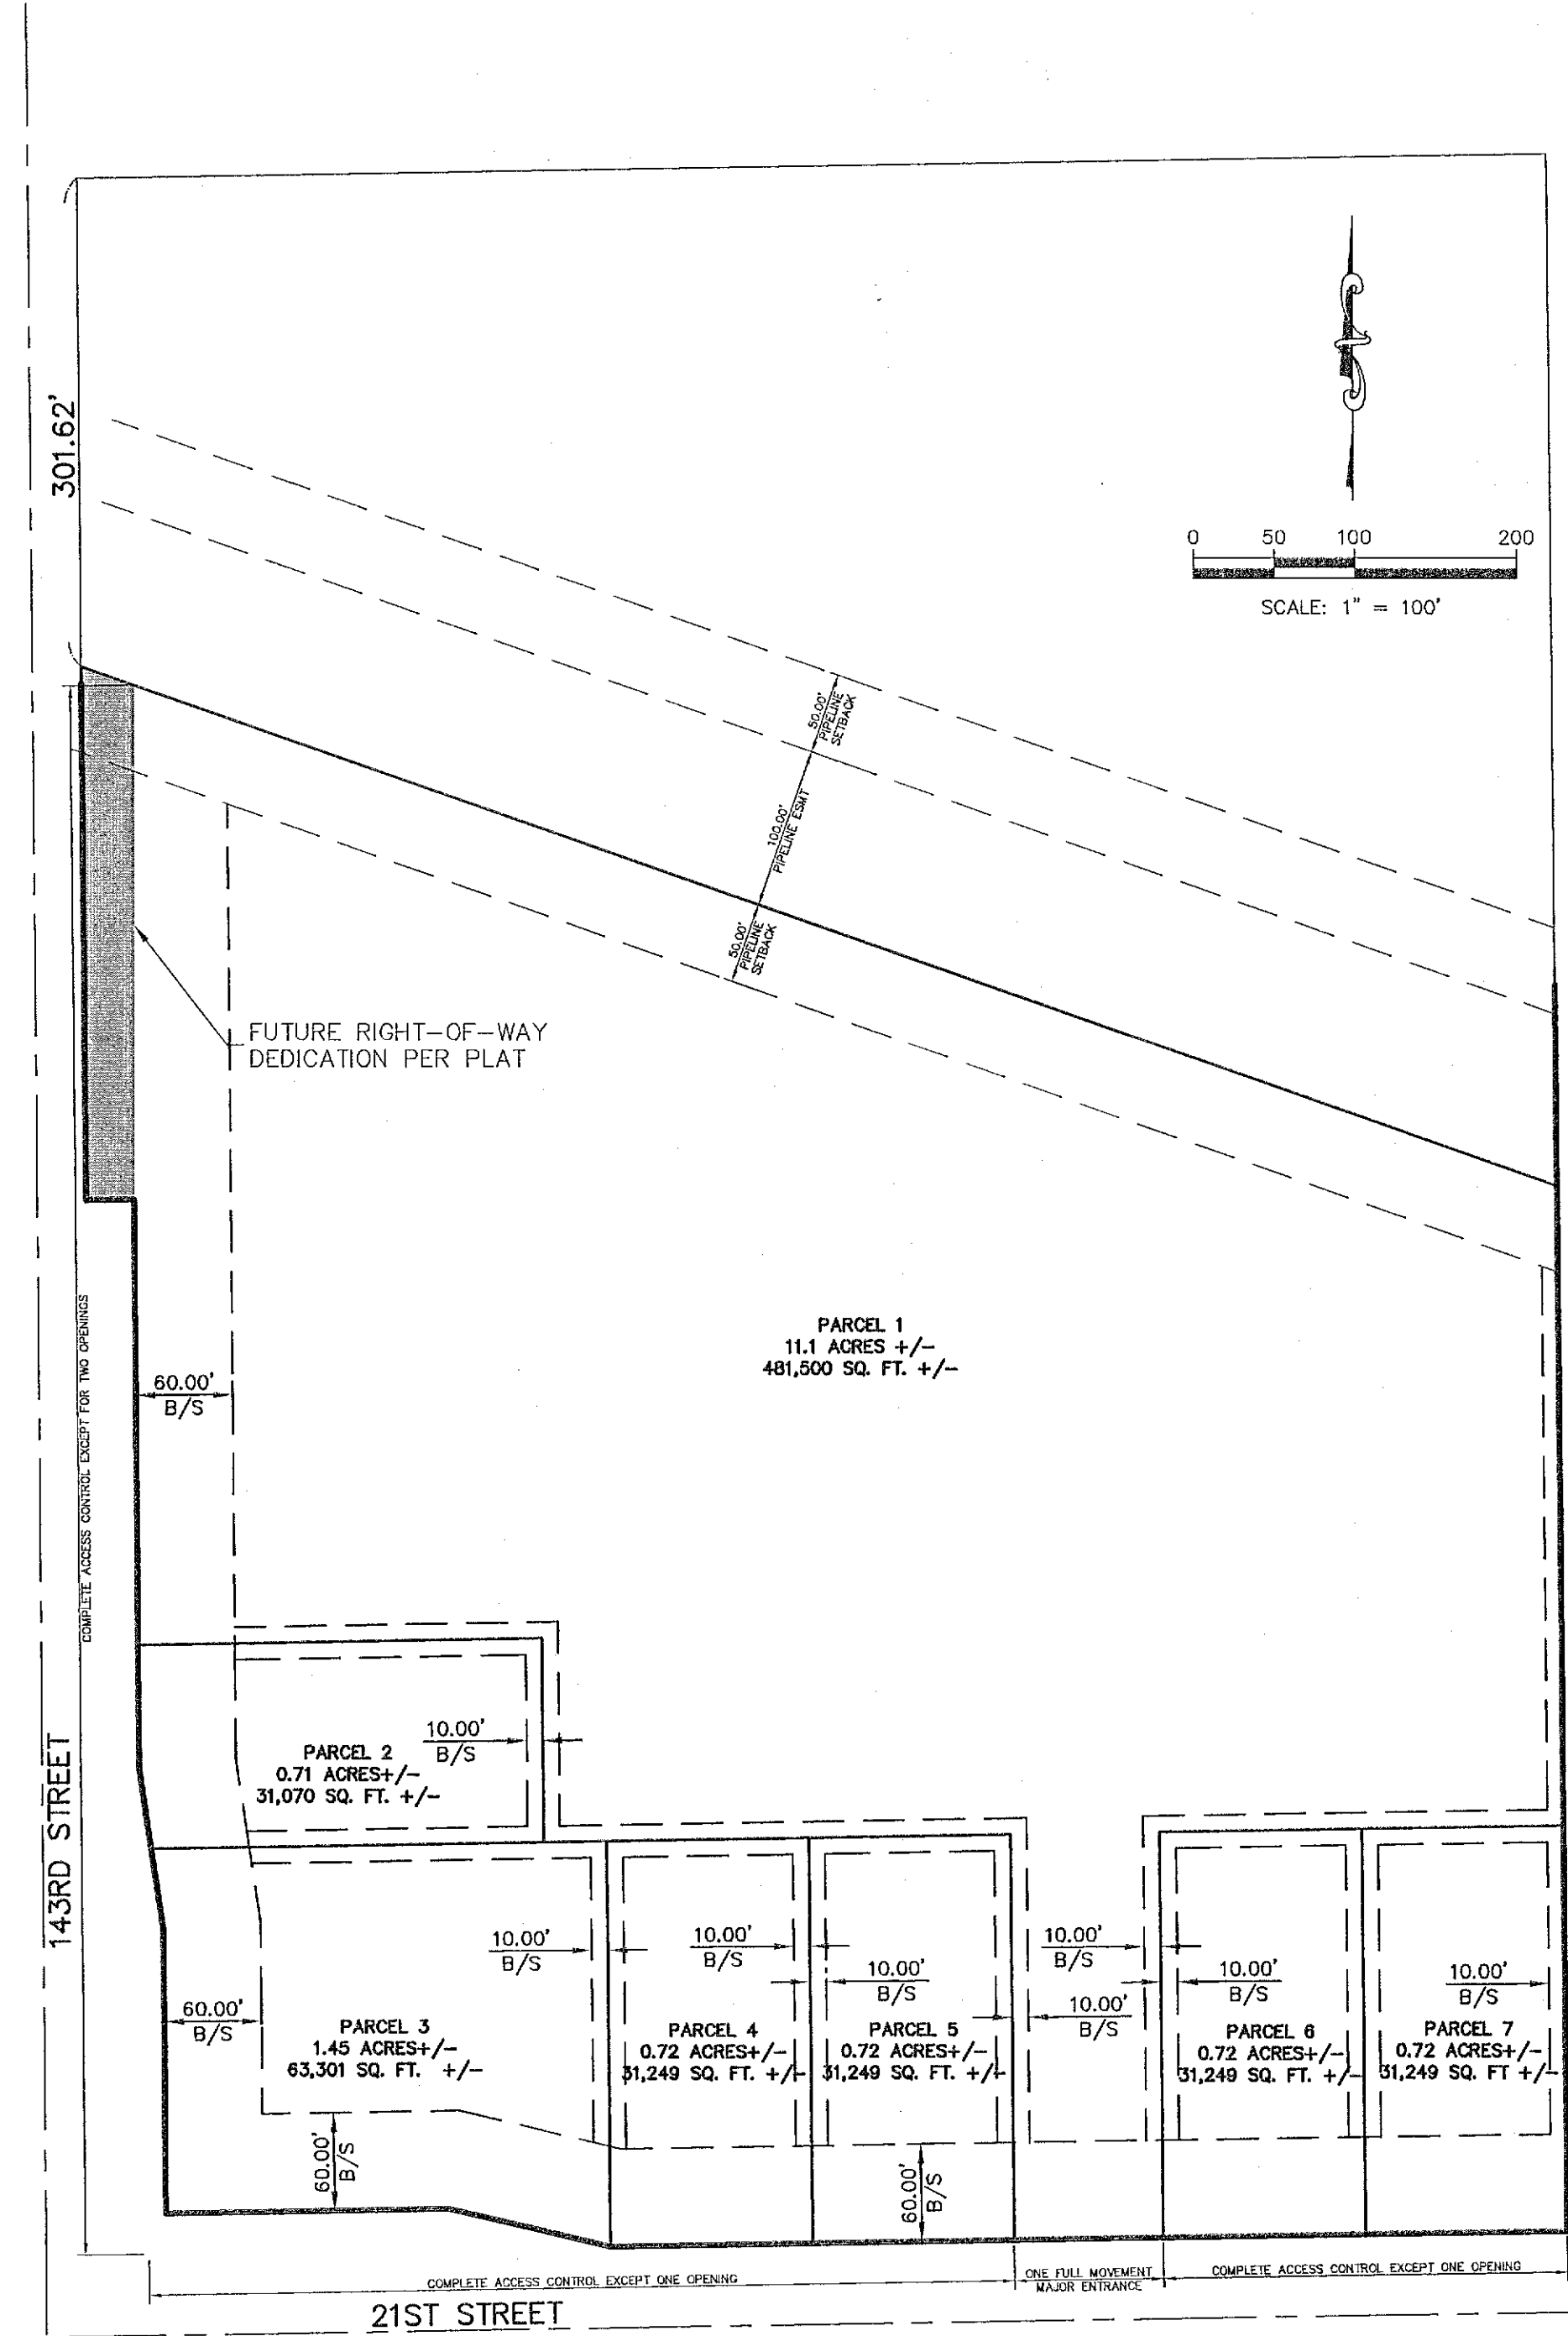 301.62'
0 50 100 200
SCALE: 1" = 100'
50.00'
PIPELINE
SETBACK
100.00'
PIPELINE ESMT
50.00'
PIPELINE
SETBACK
FUTURE RIGHT-OF-WAY
DEDICATION PER PLAT
COMPLETE ACCESS CONTROL EXCEPT FOR TWO OPENINGS
PARCEL 1
11.1 ACRES +/-
481,500 SQ. FT. +/-
60.00'
B/S
10.00'
B/S
PARCEL 2
0.71 ACRES+/-
31,070 SQ. FT. +/-
143RD STREET
10.00'
B/S
10.00'
B/S
10.00'
B/S
10.00'
B/S
10.00'
B/S
10.00'
B/S
10.00'
B/S
60.00'
B/S
PARCEL 3
1.45 ACRES+/-
63,301 SQ. FT. +/-
PARCEL 4
0.72 ACRES+/-
31,249 SQ. FT. +/-
PARCEL 5
0.72 ACRES+/-
31,249 SQ. FT. +/-
PARCEL 6
0.72 ACRES+/-
31,249 SQ. FT. +/-
PARCEL 7
0.72 ACRES+/-
31,249 SQ. FT +/-
60.00'
B/S
60.00'
B/S
COMPLETE ACCESS CONTROL EXCEPT ONE OPENING
ONE FULL MOVEMENT
MAJOR ENTRANCE
COMPLETE ACCESS CONTROL EXCEPT ONE OPENING
21ST STREET